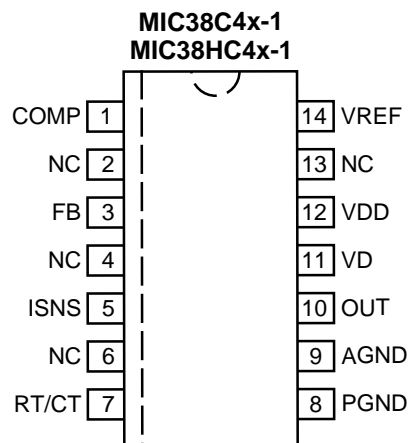 MIC38C4x-1
MIC38HC4x-1
COMP 1 14 VREF
NC 2 13 NC
FB 3 12 VDD
NC 4 11 VD
ISNS 5 10 OUT
NC 6 9 AGND
RT/CT 7 8 PGND